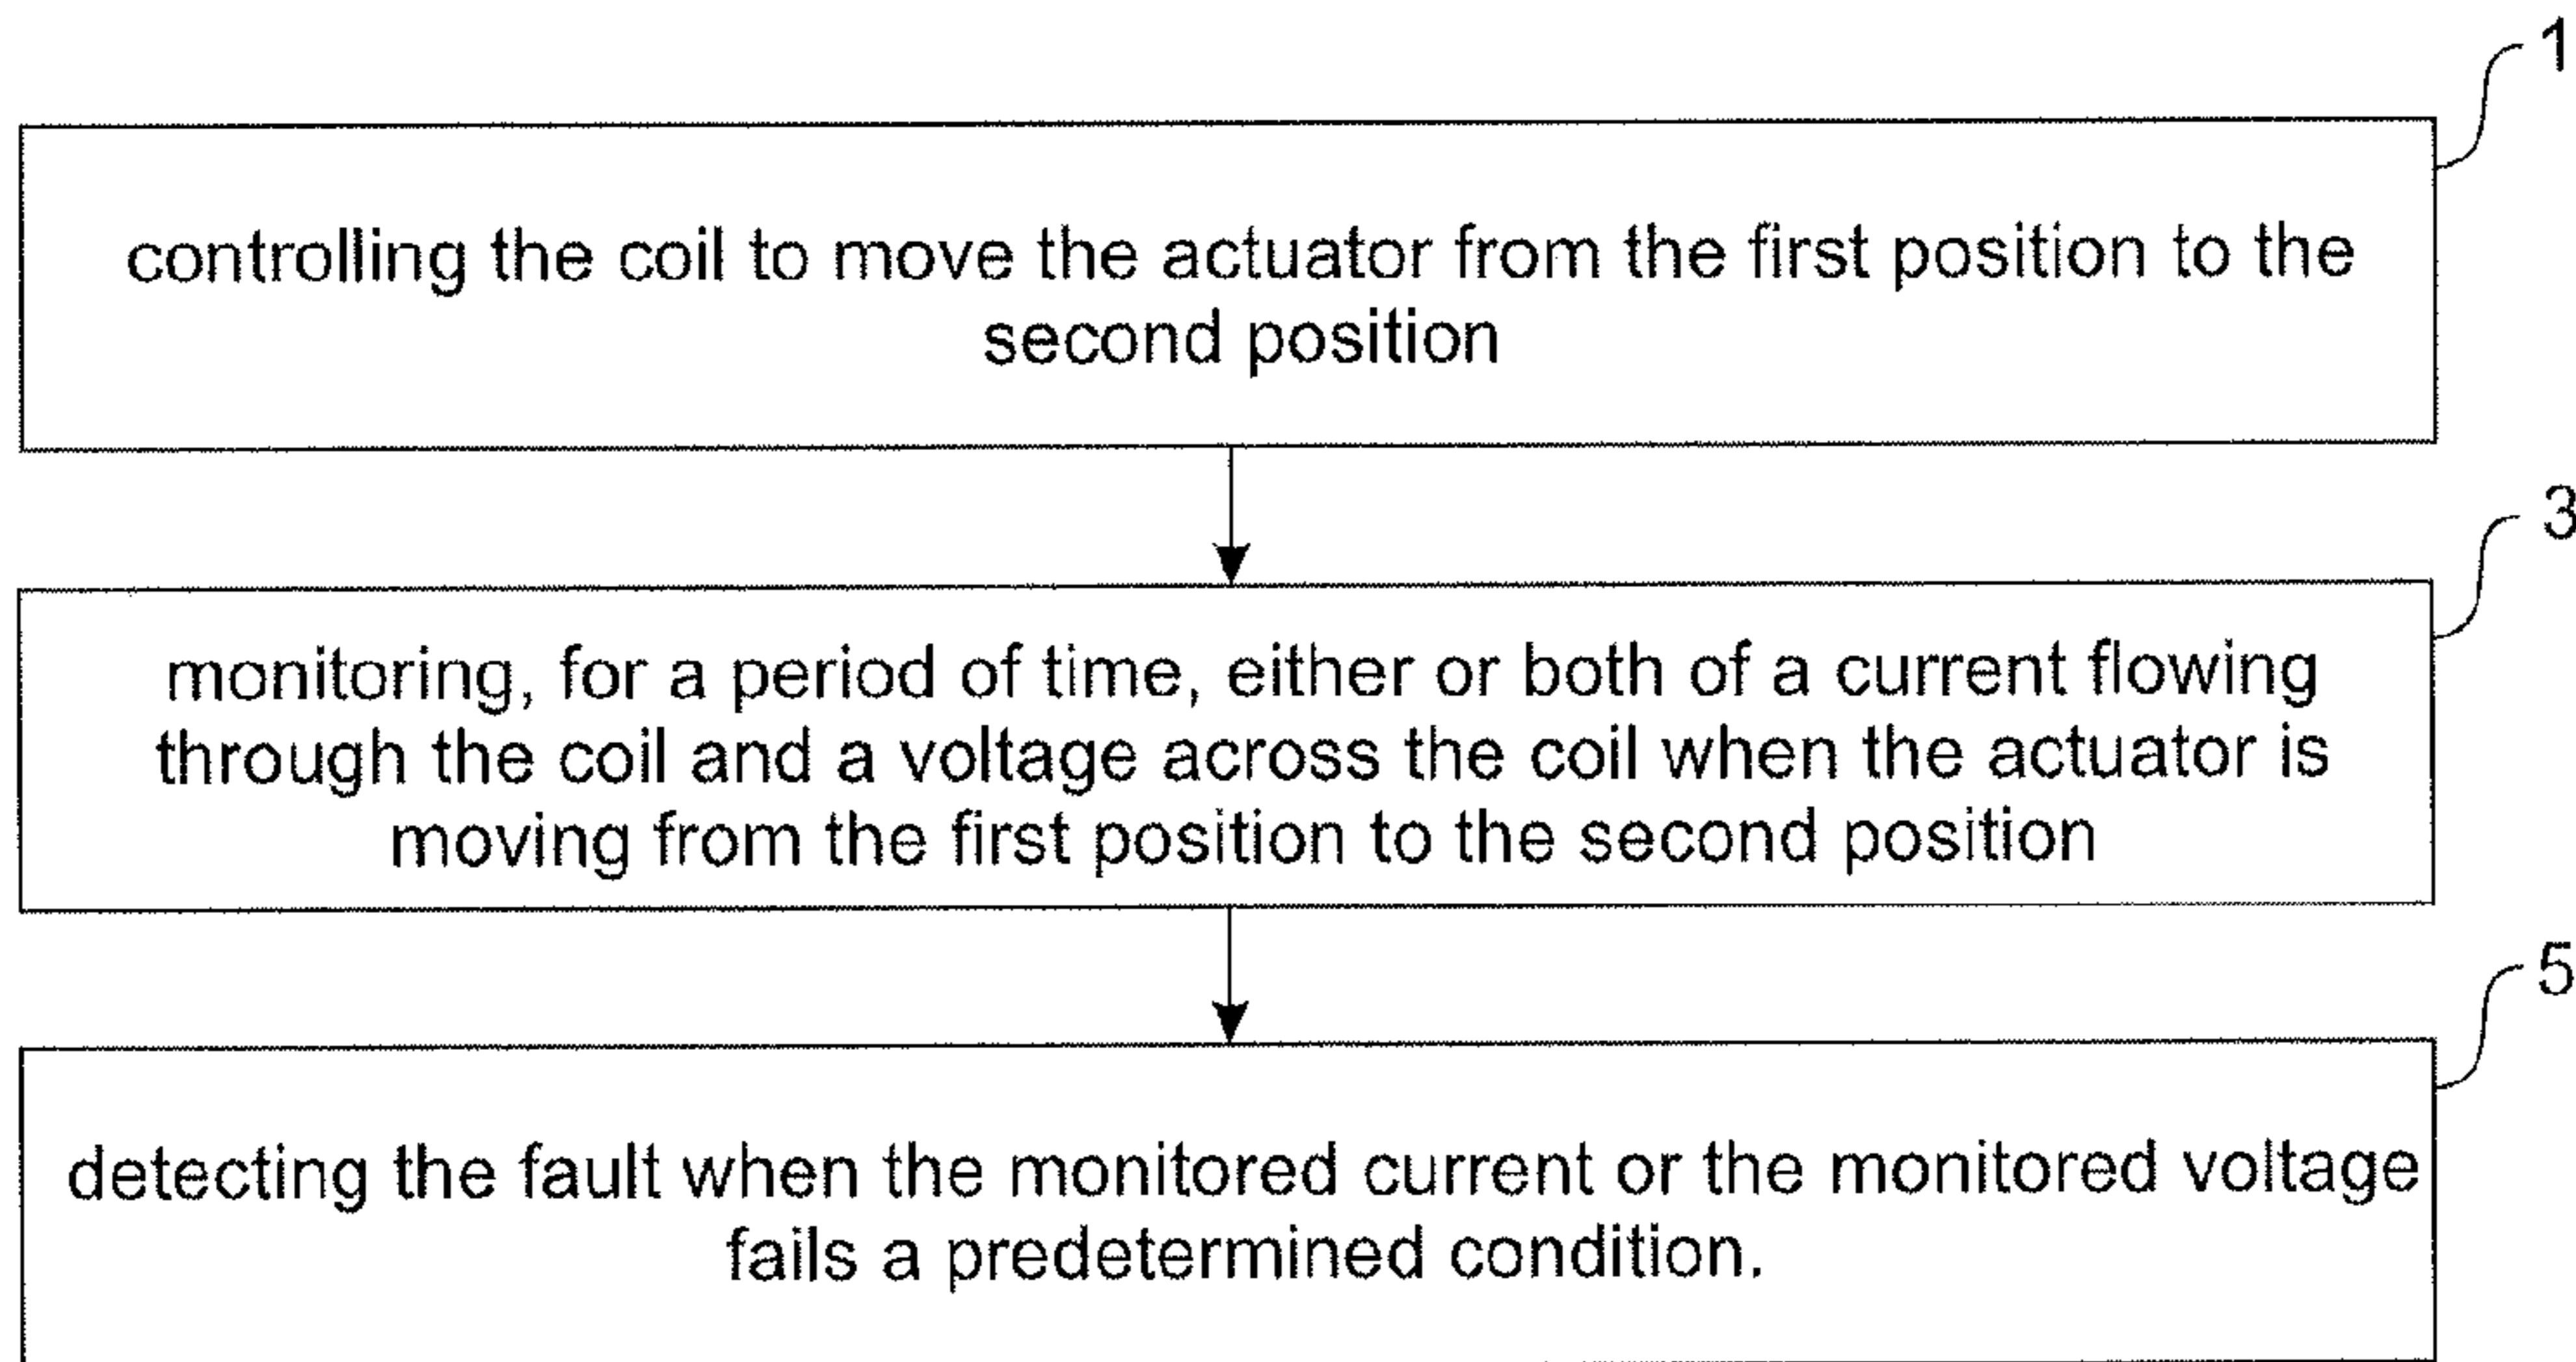 1
controlling the coil to move the actuator from the first position to the
second position
3
monitoring, for a period of time, either or both of a current flowing
through the coil and a voltage across the coil when the actuator is
moving from the first position to the second position
5
detecting the fault when the monitored current or the monitored voltage
fails a predetermined condition.